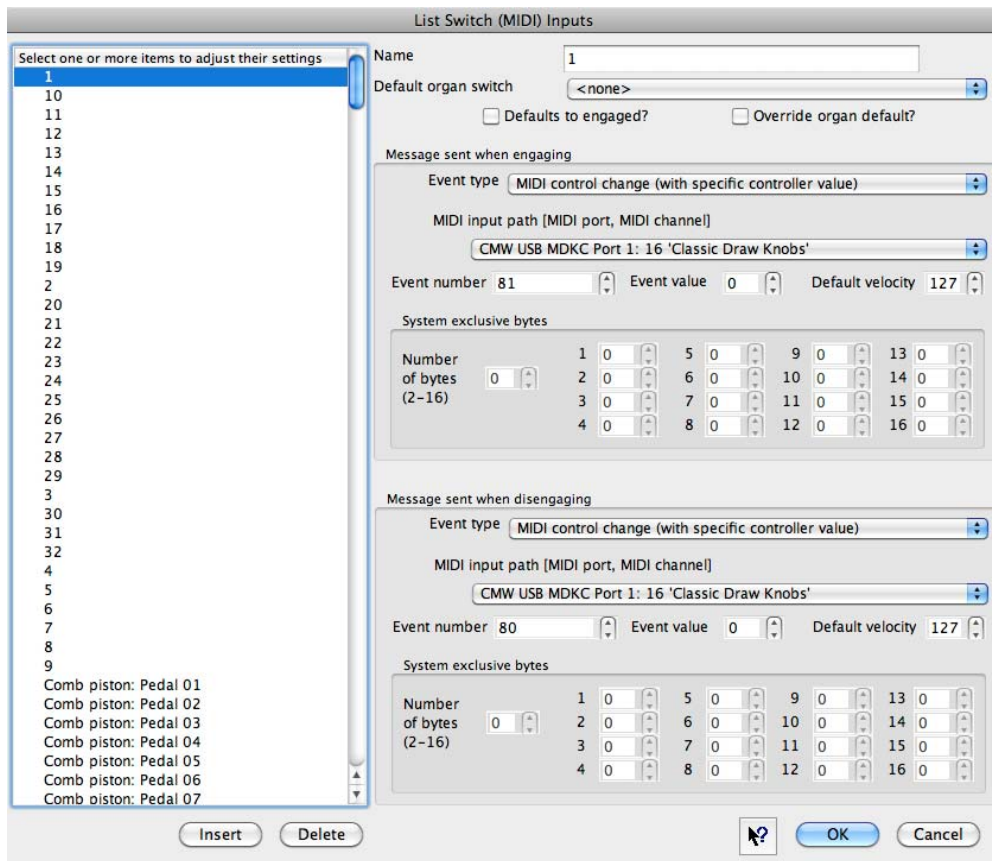 List Switch (MIDI) Inputs
Select one or more items to adjust their settings
1
10
11
12
13
14
15
16
17
18
19
2
20
21
22
23
24
25
26
27
28
29
3
30
31
32
4
5
6
7
8
9
Comb piston: Pedal 01
Comb piston: Pedal 02
Comb piston: Pedal 03
Comb piston: Pedal 04
Comb piston: Pedal 05
Comb piston: Pedal 06
Comb piston: Pedal 07
Insert Delete
Name 1
Default organ switch <none>
Defaults to engaged? Override organ default?
Message sent when engaging
Event type MIDI control change (with specific controller value)
MIDI input path [MIDI port, MIDI channel]
CMW USB MDKC Port 1: 16 'Classic Draw Knobs'
Event number 81 Event value 0 Default velocity 127
System exclusive bytes
Number of bytes (2-16) 0
1 0 5 0 9 0 13 0
2 0 6 0 10 0 14 0
3 0 7 0 11 0 15 0
4 0 8 0 12 0 16 0
Message sent when disengaging
Event type MIDI control change (with specific controller value)
MIDI input path [MIDI port, MIDI channel]
CMW USB MDKC Port 1: 16 'Classic Draw Knobs'
Event number 80 Event value 0 Default velocity 127
System exclusive bytes
Number of bytes (2-16) 0
1 0 5 0 9 0 13 0
2 0 6 0 10 0 14 0
3 0 7 0 11 0 15 0
4 0 8 0 12 0 16 0
? OK Cancel